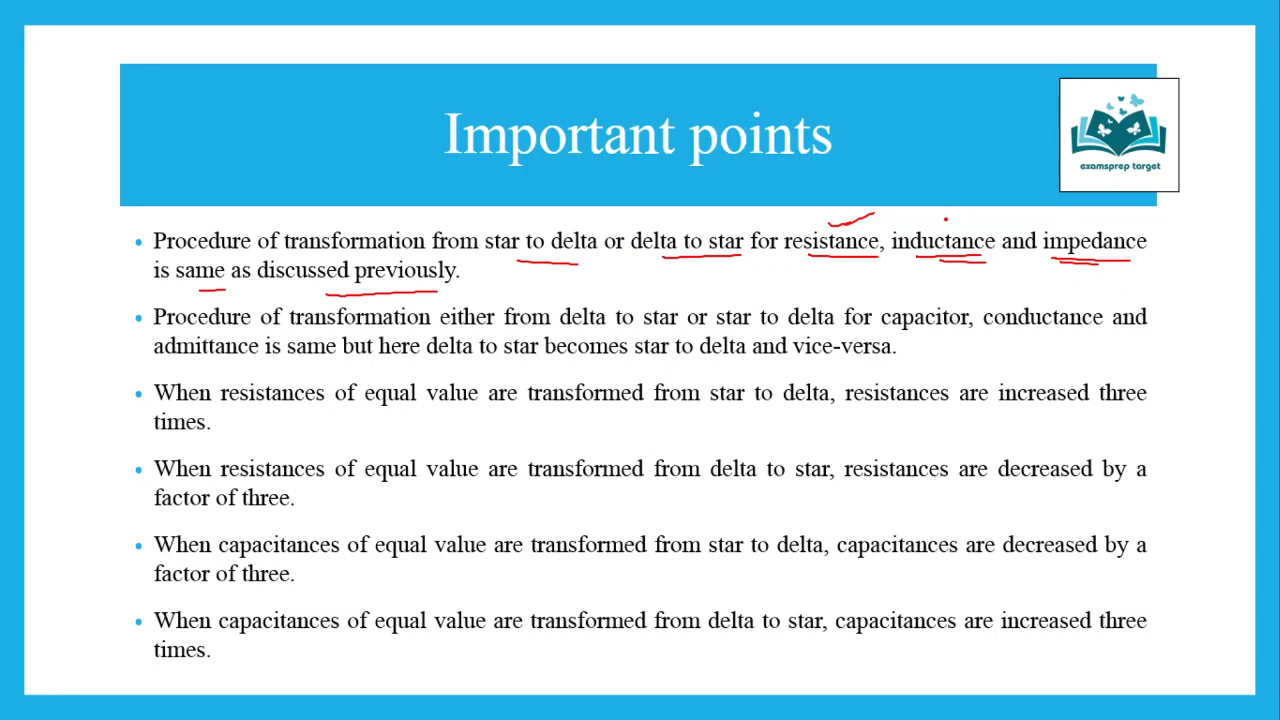 Important points
examsprep target
• Procedure of transformation from star to delta or delta to star for resistance, inductance and impedance
is same as discussed previously.
• Procedure of transformation either from delta to star or star to delta for capacitor, conductance and
admittance is same but here delta to star becomes star to delta and vice-versa.
• When resistances of equal value are transformed from star to delta, resistances are increased three
times.
• When resistances of equal value are transformed from delta to star, resistances are decreased by a
factor of three.
• When capacitances of equal value are transformed from star to delta, capacitances are decreased by a
factor of three.
• When capacitances of equal value are transformed from delta to star, capacitances are increased three
times.